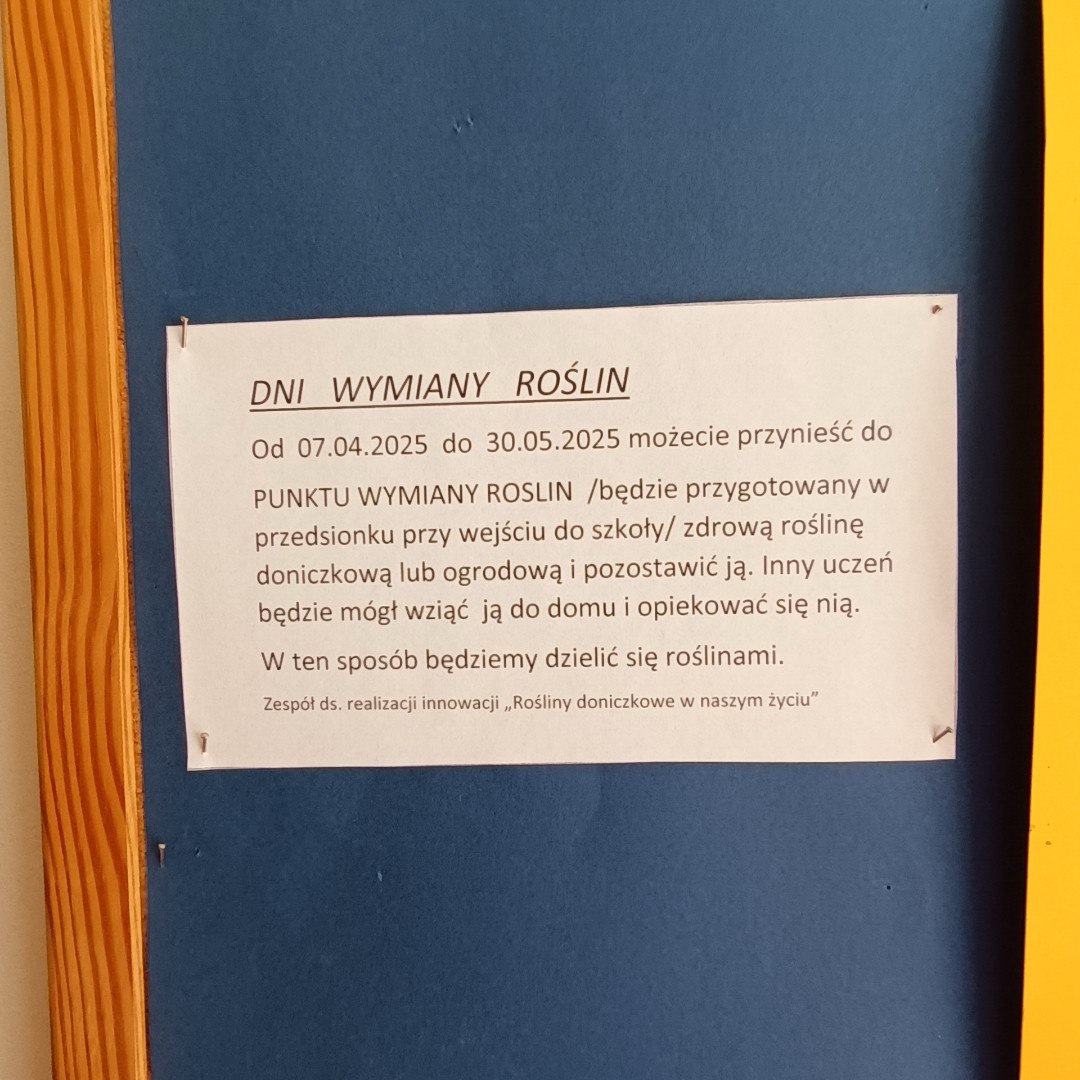 DNI WYMIANY ROŚLIN
Od 07.04.2025 do 30.05.2025 możecie przynieść do
PUNKTU WYMIANY ROSLIN /będzie przygotowany w
przedsionku przy wejściu do szkoły/ zdrową roślinę
doniczkową lub ogrodową i pozostawić ją. Inny uczeń
będzie mógł wziąć ją do domu i opiekować się nią.
W ten sposób będziemy dzielić się roślinami.
Zespół ds. realizacji innowacji „Rośliny doniczkowe w naszym życiu”